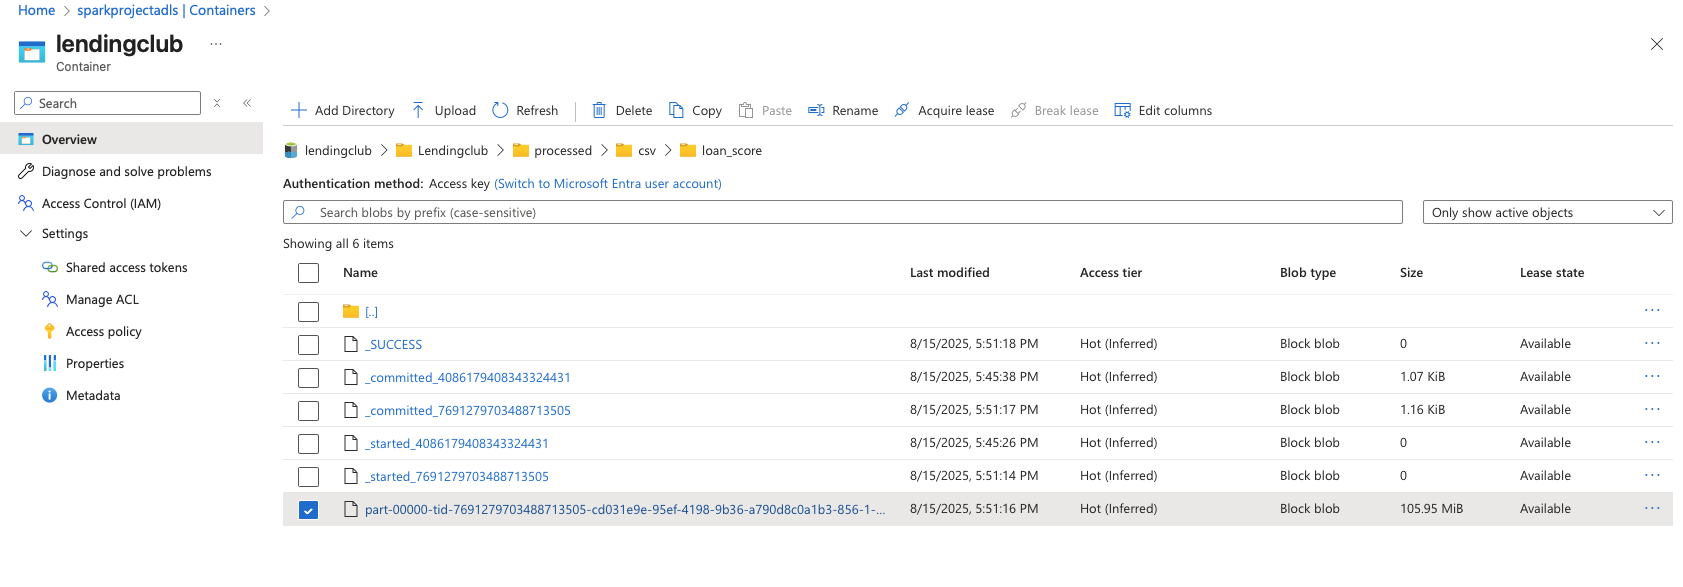 Home > sparkprojectadls | Containers >
lendingclub ...
Container
Search
Overview
Diagnose and solve problems
Access Control (IAM)
Settings
Shared access tokens
Manage ACL
Access policy
Properties
Metadata
Add Directory Upload Refresh Delete Copy Paste Rename Acquire lease Break lease Edit columns
lendingclub > Lendingclub > processed > csv > loan_score
Authentication method: Access key (Switch to Microsoft Entra user account)
Search blobs by prefix (case-sensitive) Only show active objects
Showing all 6 items
Name Last modified Access tier Blob type Size Lease state
[..] ...
_SUCCESS 8/15/2025, 5:51:18 PM Hot (Inferred) Block blob 0 Available ...
_committed_4086179408343324431 8/15/2025, 5:45:38 PM Hot (Inferred) Block blob 1.07 KiB Available ...
_committed_7691279703488713505 8/15/2025, 5:51:17 PM Hot (Inferred) Block blob 1.16 KiB Available ...
_started_4086179408343324431 8/15/2025, 5:45:26 PM Hot (Inferred) Block blob 0 Available ...
_started_7691279703488713505 8/15/2025, 5:51:14 PM Hot (Inferred) Block blob 0 Available ...
part-00000-tid-7691279703488713505-cd031e9e-95ef-4198-9b36-a790d8c0a1b3-856-1-... 8/15/2025, 5:51:16 PM Hot (Inferred) Block blob 105.95 MiB Available ...